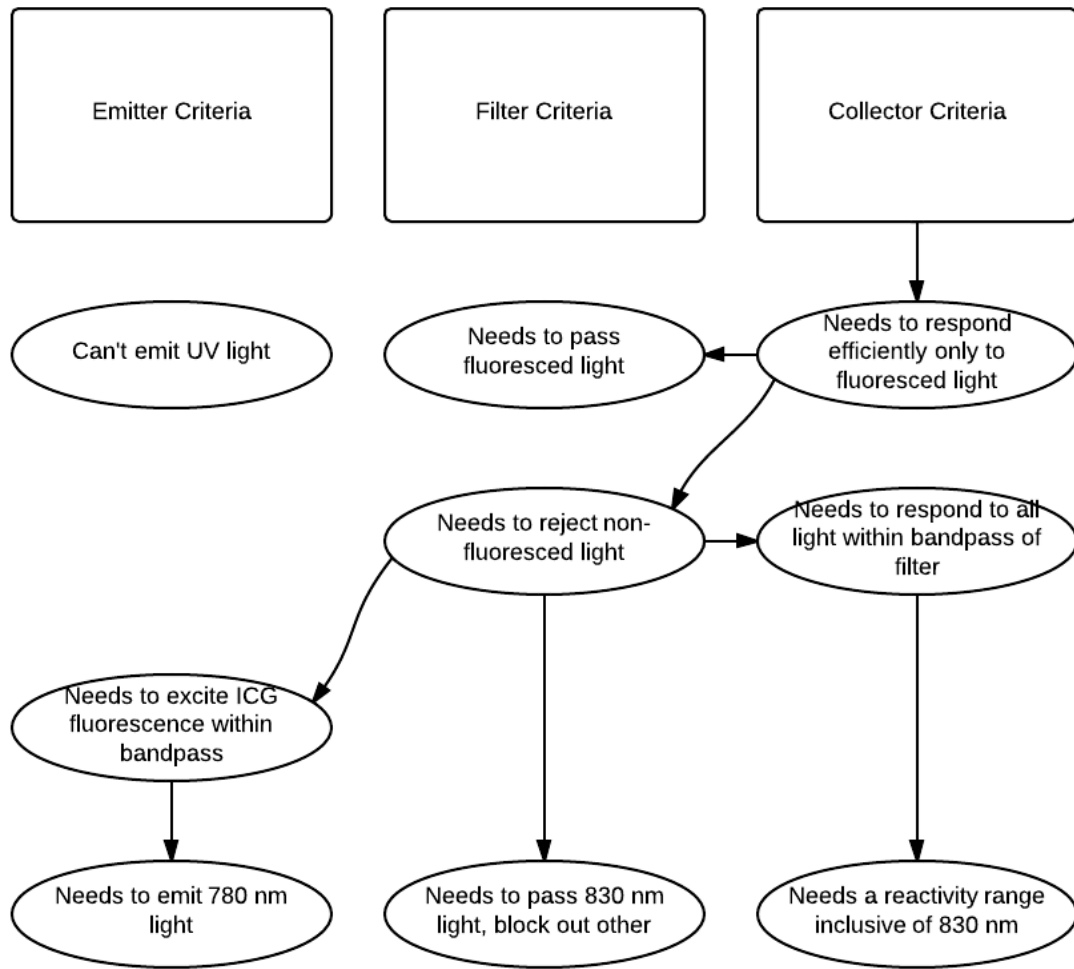 Emitter Criteria
Filter Criteria
Collector Criteria
Can't emit UV light
Needs to pass
fluoresced light
Needs to respond
efficiently only to
fluoresced light
Needs to reject non-
fluoresced light
Needs to respond to all
light within bandpass of
filter
Needs to excite ICG
fluorescence within
bandpass
Needs to emit 780 nm
light
Needs to pass 830 nm
light, block out other
Needs a reactivity range
inclusive of 830 nm